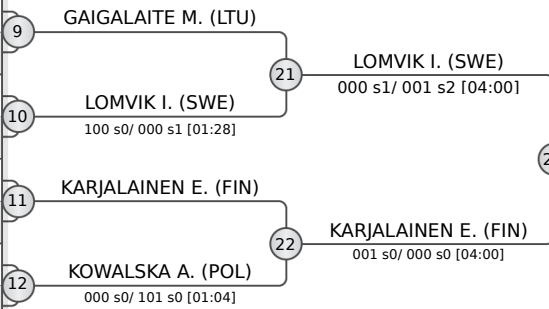 9
GAIGALAITE M. (LTU)
21
LOMVIK I. (SWE)
000 s1/ 001 s2 [04:00]
10
LOMVIK I. (SWE)
100 s0/ 000 s1 [01:28]
11
KARJALAINEN E. (FIN)
22
KARJALAINEN E. (FIN)
001 s0/ 000 s0 [04:00]
12
KOWALSKA A. (POL)
000 s0/ 101 s0 [01:04]